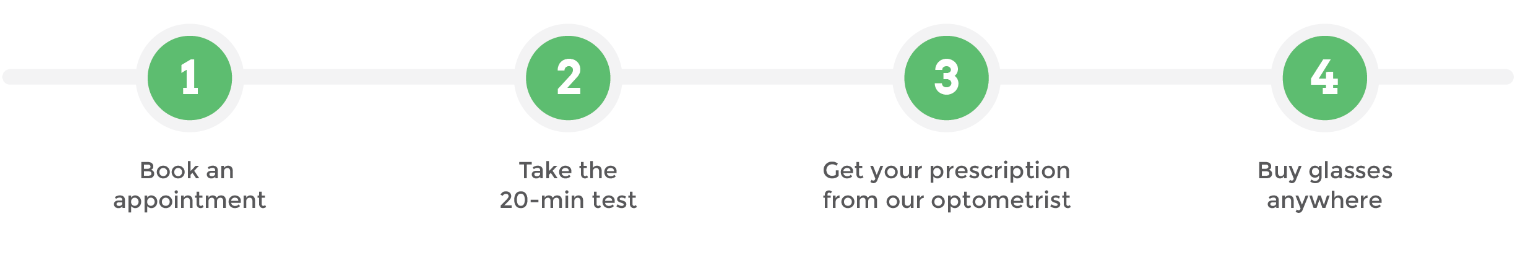 1
Book an
appointment
2
Take the
20-min test
3
Get your prescription
from our optometrist
4
Buy glasses
anywhere